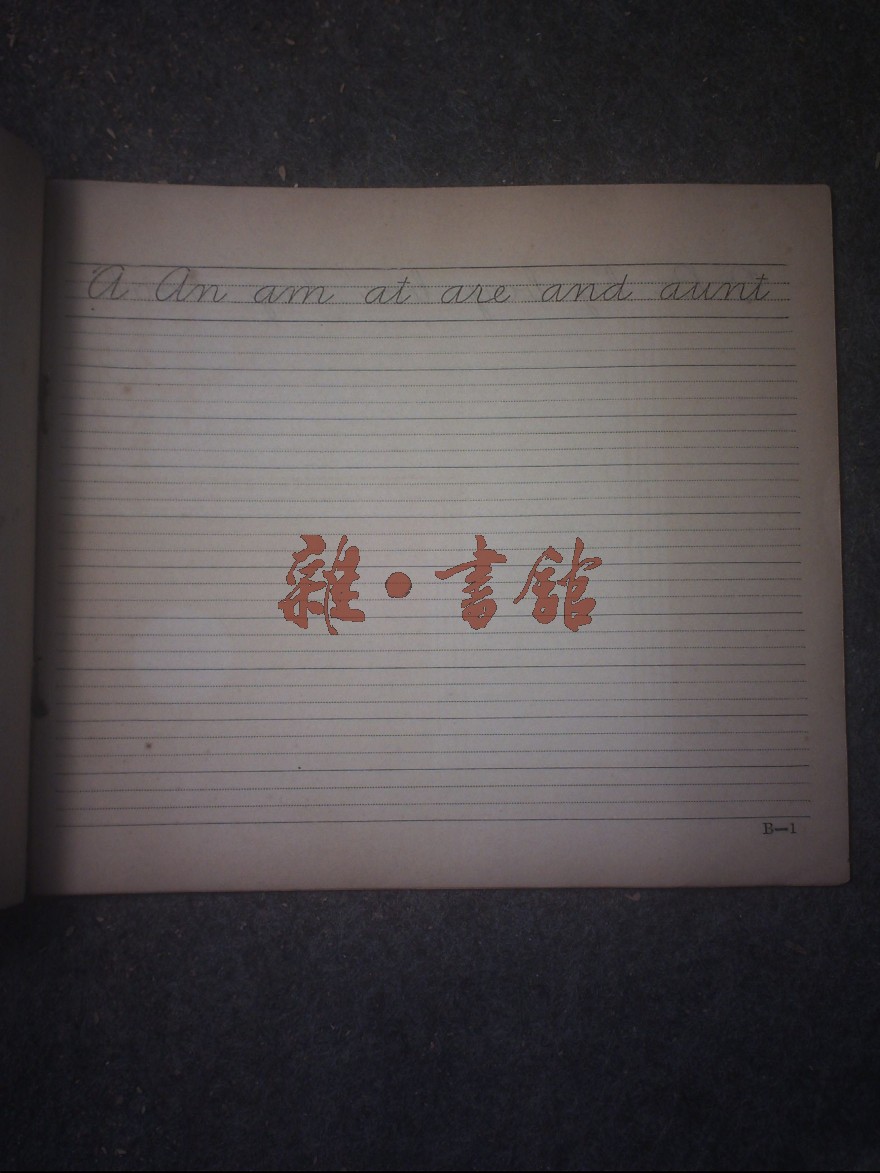 A An am at are and aunt
雜·書館
B—1